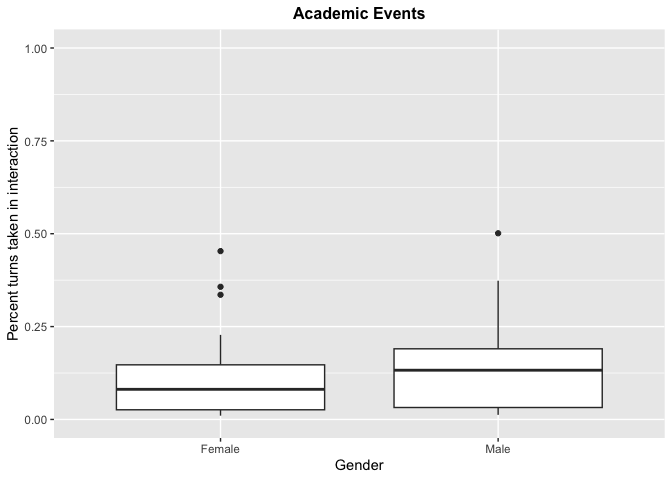 Academic Events
Percent turns taken in interaction
1.00
0.75
0.50
0.25
0.00
Female
Male
Gender